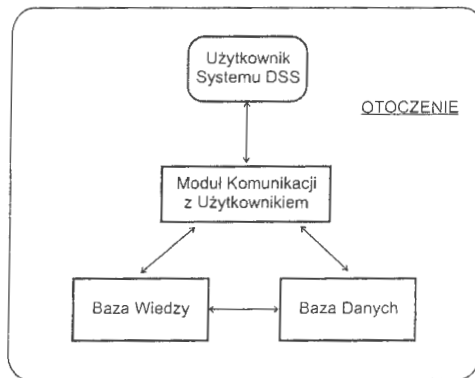 Użytkownik
Systemu DSS
OTOCZENIE
Moduł Komunikacji
z Użytkownikiem
Baza Wiedzy
Baza Danych